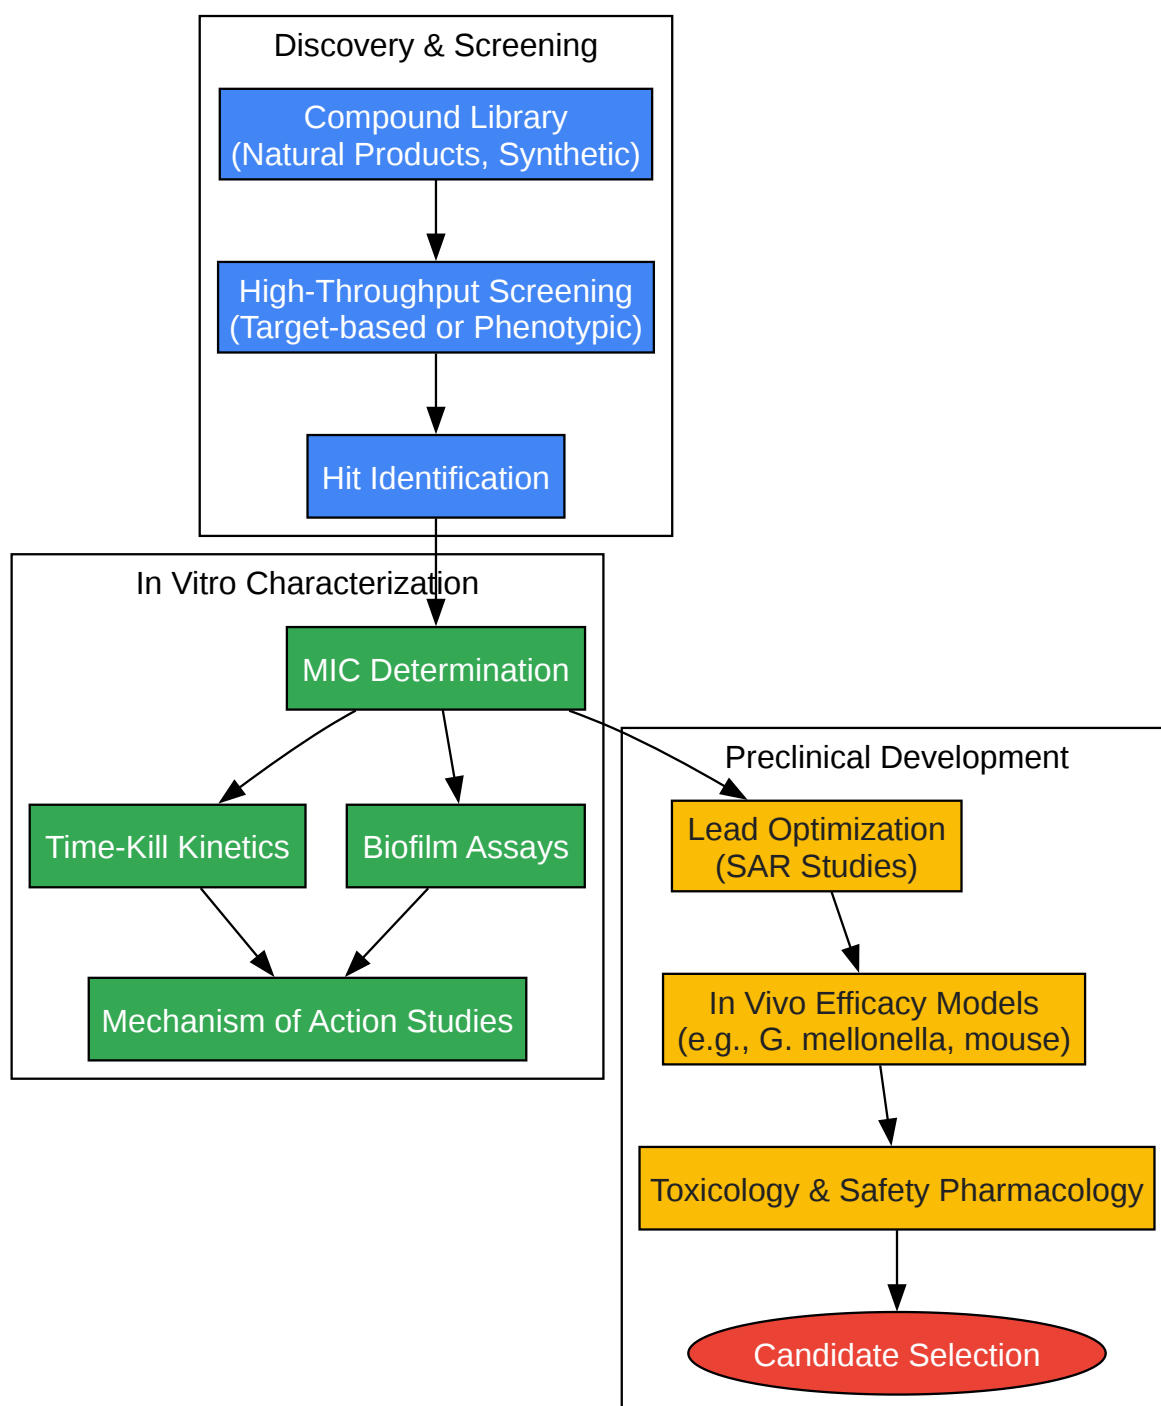 Discovery & Screening
Compound Library
(Natural Products, Synthetic)
High-Throughput Screening
(Target-based or Phenotypic)
Hit Identification
In Vitro Characterization
MIC Determination
Time-Kill Kinetics
Biofilm Assays
Mechanism of Action Studies
Preclinical Development
Lead Optimization
(SAR Studies)
In Vivo Efficacy Models
(e.g., G. mellonella, mouse)
Toxicology & Safety Pharmacology
Candidate Selection